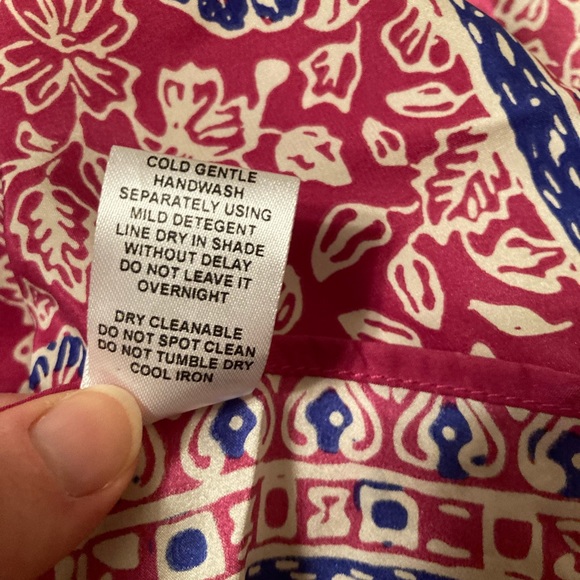 COLD GENTLE
HANDWASH
SEPARATELY USING
MILD DETEGENT
LINE DRY IN SHADE
WITHOUT DELAY
DO NOT LEAVE IT
OVERNIGHT
DRY CLEANABLE
DO NOT SPOT CLEAN
DO NOT TUMBLE DRY
COOL IRON